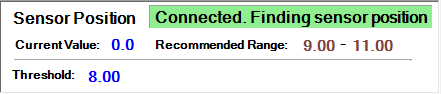 Sensor Position Connected. Finding sensor position
Current Value: 0.0 Recommended Range: 9.00 - 11.00
Threshold: 8.00